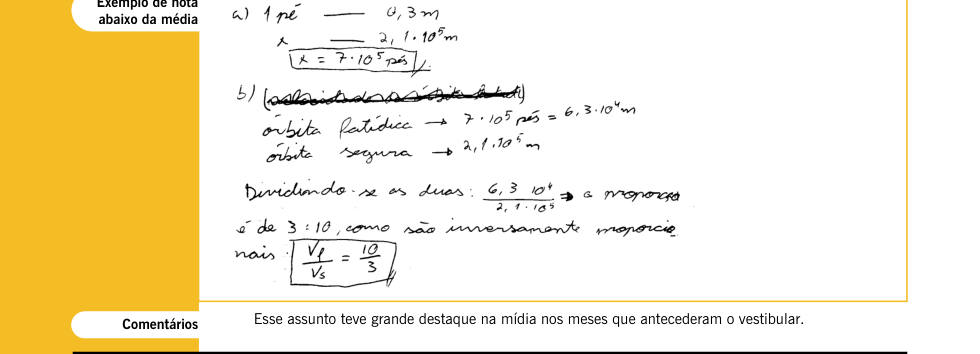 Exemplo de nota
abaixo da média
a) 1 pé — 0,3 m
x — 2,1·10⁵ m
x = 7·10⁵ pés
b)
órbita fatídica → 7·10⁵ pés = 6,3·10⁴ m
órbita segura → 2,1·10⁵ m
Dividindo-se as duas: 6,3 10⁴ / 2,1·10⁵ ⇒ a proporção
é de 3:10, como são inversamente proporcio
nais. Vf/Vs = 10/3
Comentários
Esse assunto teve grande destaque na mídia nos meses que antecederam o vestibular.